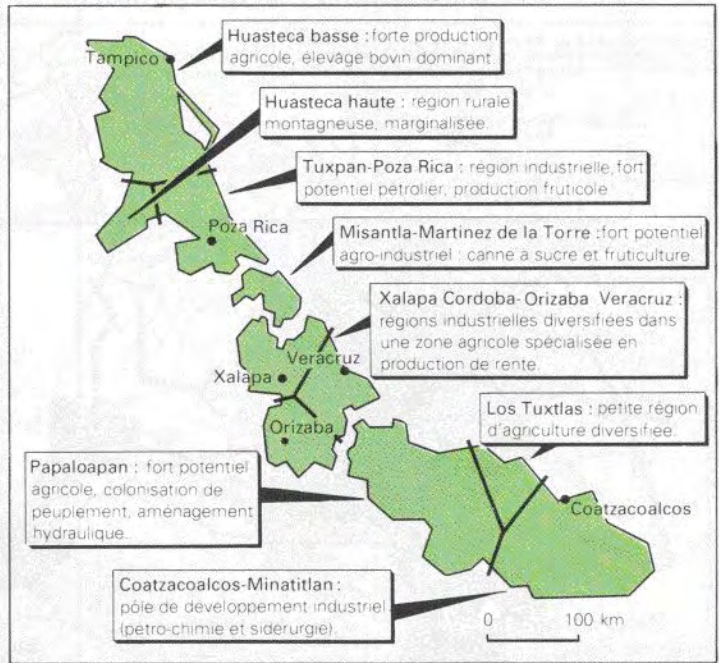 Huasteca basse : forte production
agricole, élevâge bovin dominant.
Tampico
Huasteca haute : région rurale
montagneuse, marginalisée.
Tuxpan-Poza Rica : région industrielle, fort
potentiel pétrolier, production fruticole
Poza Rica
Misantla-Martinez de la Torre : fort potentiel
agro-industriel : canne à sucre et fruticulture.
Xalapa Cordoba-Orizaba Veracruz :
régions industrielles diversifiées dans
une zone agricole spécialisée en
production de rente.
Veracruz
Xalapa
Orizaba
Los Tuxtlas : petite région
d'agriculture diversifiée.
Papaloapan : fort potentiel
agricole, colonisation de
peuplement, aménagement
hydraulique.
Coatzacoalcos
Coatzacoalcos-Minatitlan :
pôle de développement industriel
(petro-chimie et sidérurgie).
0 100 km